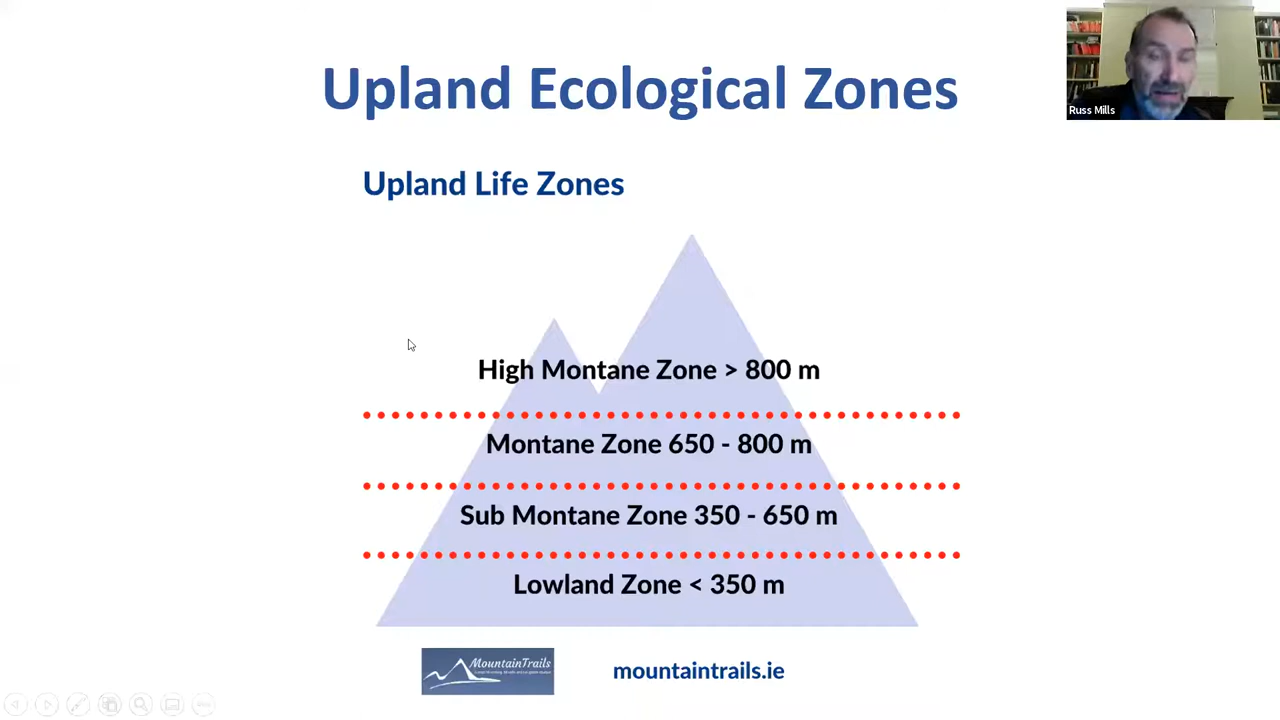 Upland Ecological Zones
Russ Mills
Upland Life Zones
High Montane Zone > 800 m
Montane Zone 650 - 800 m
Sub Montane Zone 350 - 650 m
Lowland Zone < 350 m
MountainTrails
mountaintrails.ie